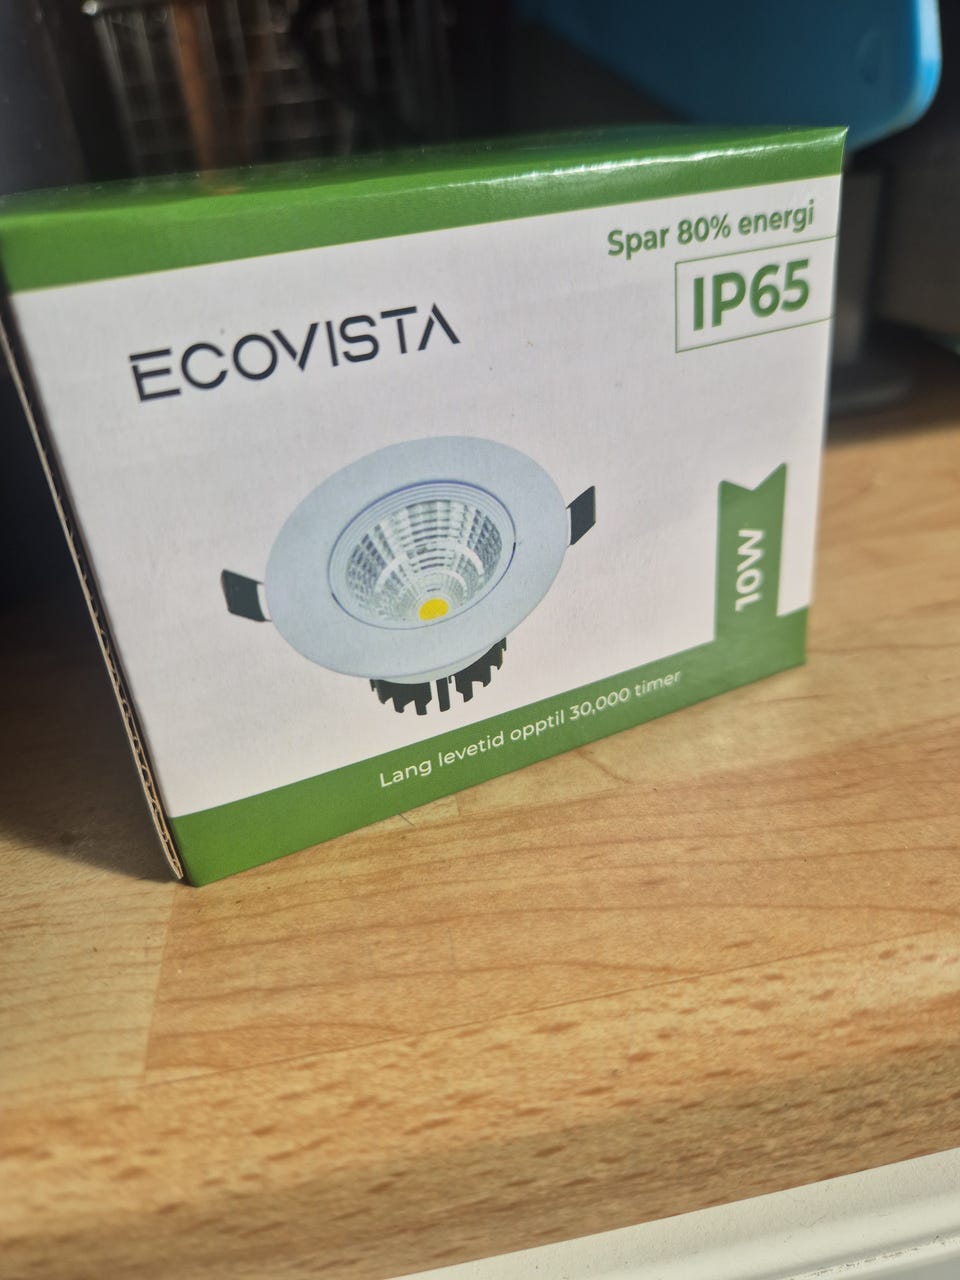 Spar 80% energi
IP65
ECOVISTA
10W
Lang levetid opptil 30,000 timer